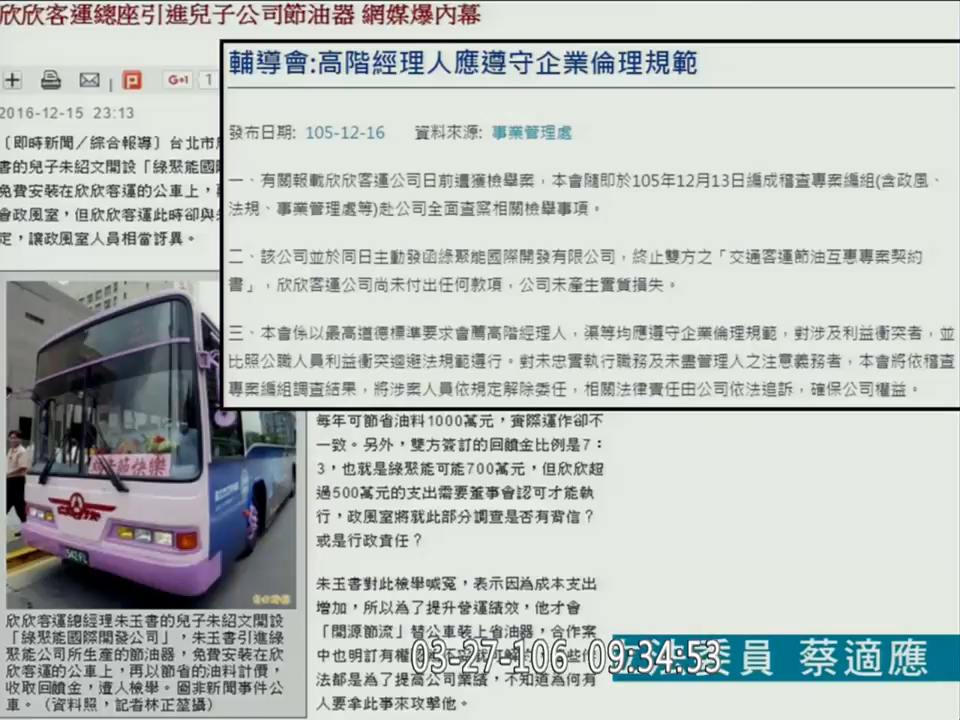 欣欣客運總座引進兒子公司節油器 網媒爆內幕
G+1 1
2016-12-15 23:13
〔即時新聞／綜合報導〕台北市
書的兒子朱紹文開設「綠聚能國
免費安裝在欣欣客運的公車上，
會政風室，但欣欣客運此時卻與
定，讓政風室人員相當訝異。
輔導會:高階經理人應遵守企業倫理規範
發布日期: 105-12-16 資料來源: 事業管理處
一、有關報載欣欣客運公司日前遭獲檢舉案，本會隨即於105年12月13日編成稽查專案編組(含政風、
法規、事業管理處等)赴公司全面查察相關檢舉事項。
二、該公司並於同日主動發函綠聚能國際開發有限公司，終止雙方之「交通客運節油互惠專案契約
書」，欣欣客運公司尚未付出任何款項，公司未產生實質損失。
三、本會係以最高道德標準要求會薦高階經理人，渠等均應遵守企業倫理規範，對涉及利益衝突者，並
比照公職人員利益衝突迴避法規範遵行。對未忠實執行職務及未盡管理人之注意義務者，本會將依稽查
專案編組調查結果，將涉案人員依規定解除委任，相關法律責任由公司依法追訴，確保公司權益。
節快樂
自由時報
欣欣客運總經理朱玉書的兒子朱紹文開設
「綠聚能國際開發公司」，朱玉書引進綠
聚能公司所生產的節油器，免費安裝在欣
欣客運的公車上，再以節省的油料計價，
收取回饋金，遭人檢舉。圖非新聞事件公
車。（資料照，記者林正堃攝）
每年可節省油料1000萬元，實際運作卻不
一致。另外，雙方簽訂的回饋金比例是7：
3，也就是綠聚能可能700萬元，但欣欣超
過500萬元的支出需要董事會認可才能執
行，政風室將就此部分調查是否有背信？
或是行政責任？
朱玉書對此檢舉喊冤，表示因為成本支出
增加，所以為了提升營運績效，他才會
「開源節流」替公車裝上省油器，合作案
中也明訂有權
法都是為了提高公司業績，不知道為何有
人要拿此事來攻擊他。
03-27-106 09:34:53
委員 蔡適應